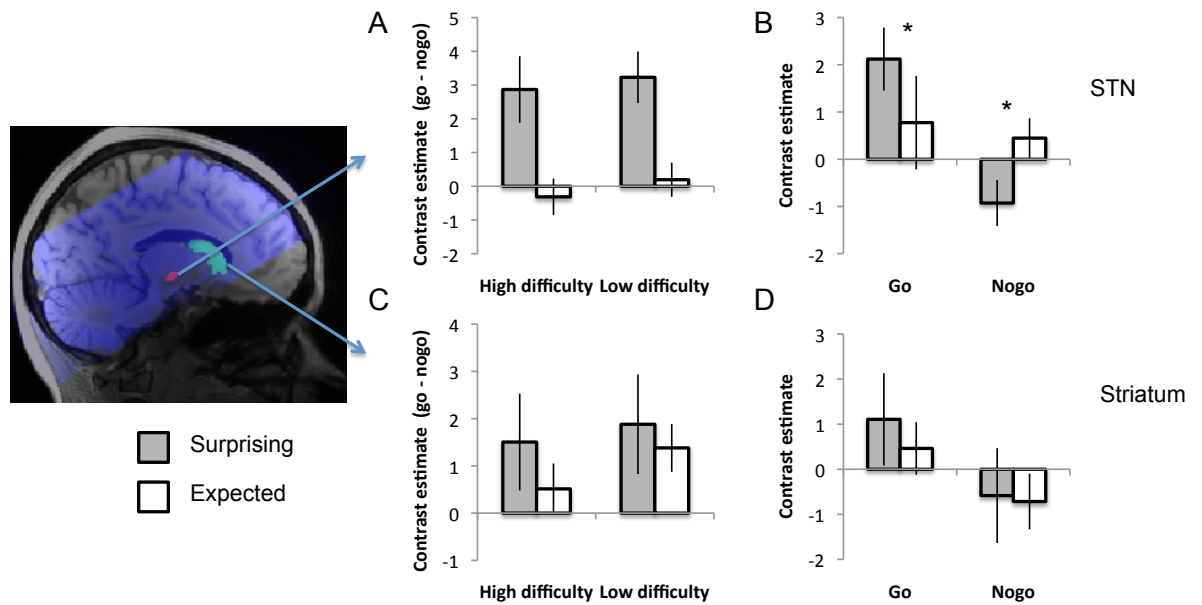 A
Contrast estimate (go - nogo)
5
4
3
2
1
0
-1
-2
High difficulty Low difficulty
B
Contrast estimate
3
2
1
0
-1
-2
*
*
Go Nogo
STN
Surprising
Expected
C
Contrast estimate (go - nogo)
4
3
2
1
0
-1
High difficulty Low difficulty
D
Contrast estimate
3
2
1
0
-1
-2
Go Nogo
Striatum